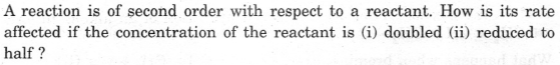 A reaction is of second order with respect to a reactant. How is its rate
affected if the concentration of the reactant is (i) doubled (ii) reduced to
half ?